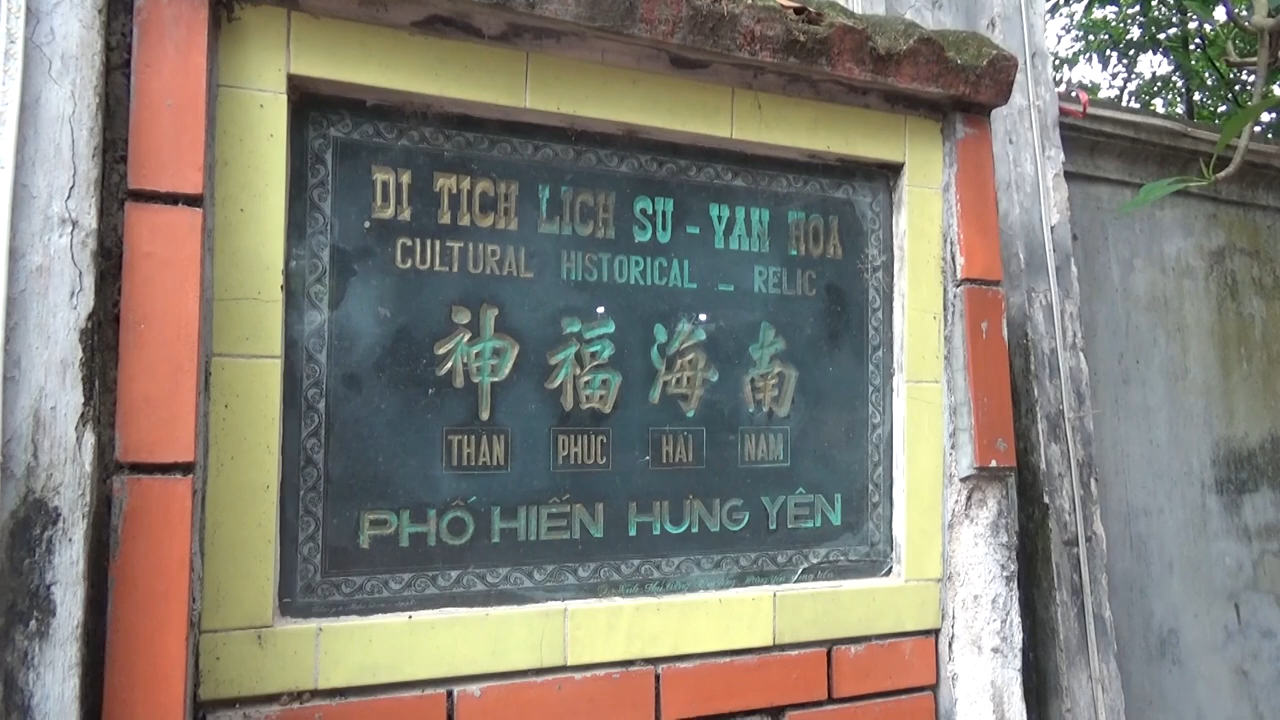 DI TICH LICH SU - VAN HOA
CULTURAL HISTORICAL - RELIC
神福海南
THÀN PHÚC HẢI NAM
PHỐ HIẾN HƯNG YÊN